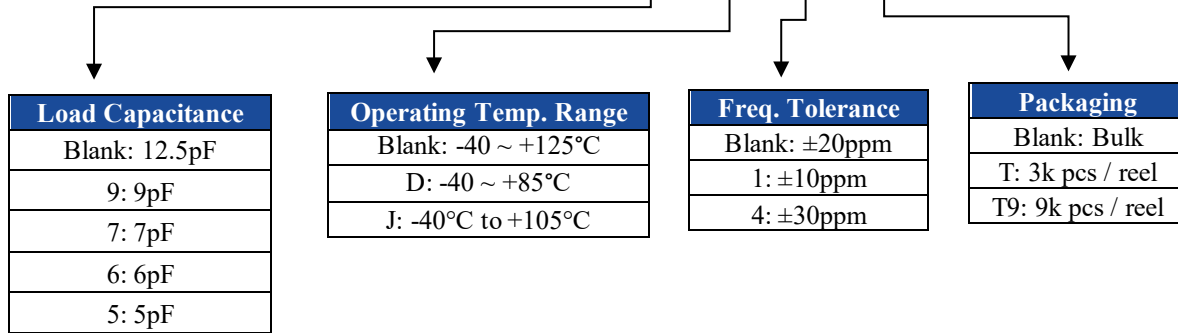 Load Capacitance
Blank: 12.5pF
9: 9pF
7: 7pF
6: 6pF
5: 5pF
Operating Temp. Range
Blank: -40 ~ +125°C
D: -40 ~ +85°C
J: -40°C to +105°C
Freq. Tolerance
Blank: ±20ppm
1: ±10ppm
4: ±30ppm
Packaging
Blank: Bulk
T: 3k pcs / reel
T9: 9k pcs / reel